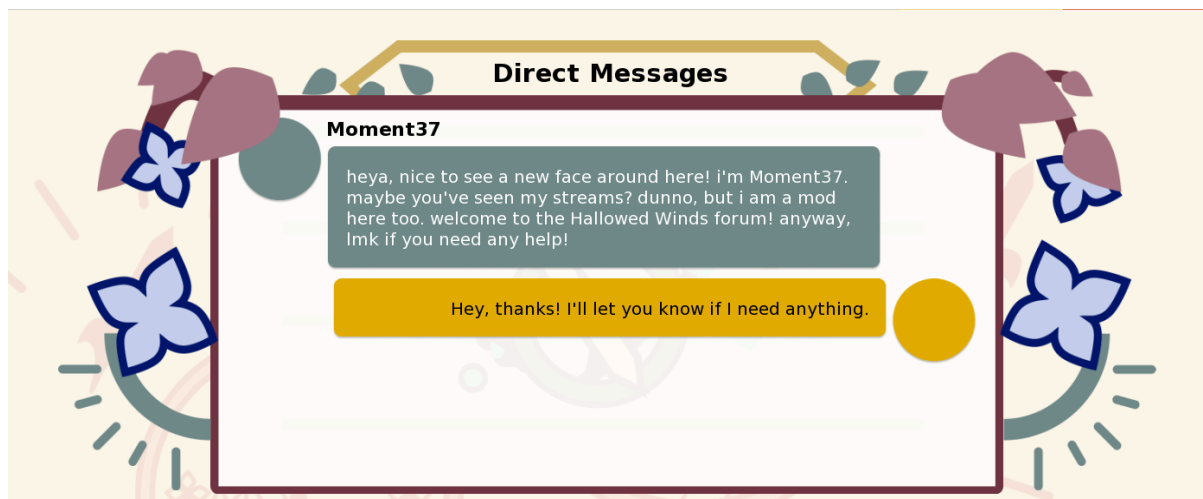 Direct Messages
Moment37
heya, nice to see a new face around here! i'm Moment37.
maybe you've seen my streams? dunno, but i am a mod
here too. welcome to the Hallowed Winds forum! anyway,
lmk if you need any help!
Hey, thanks! I'll let you know if I need anything.